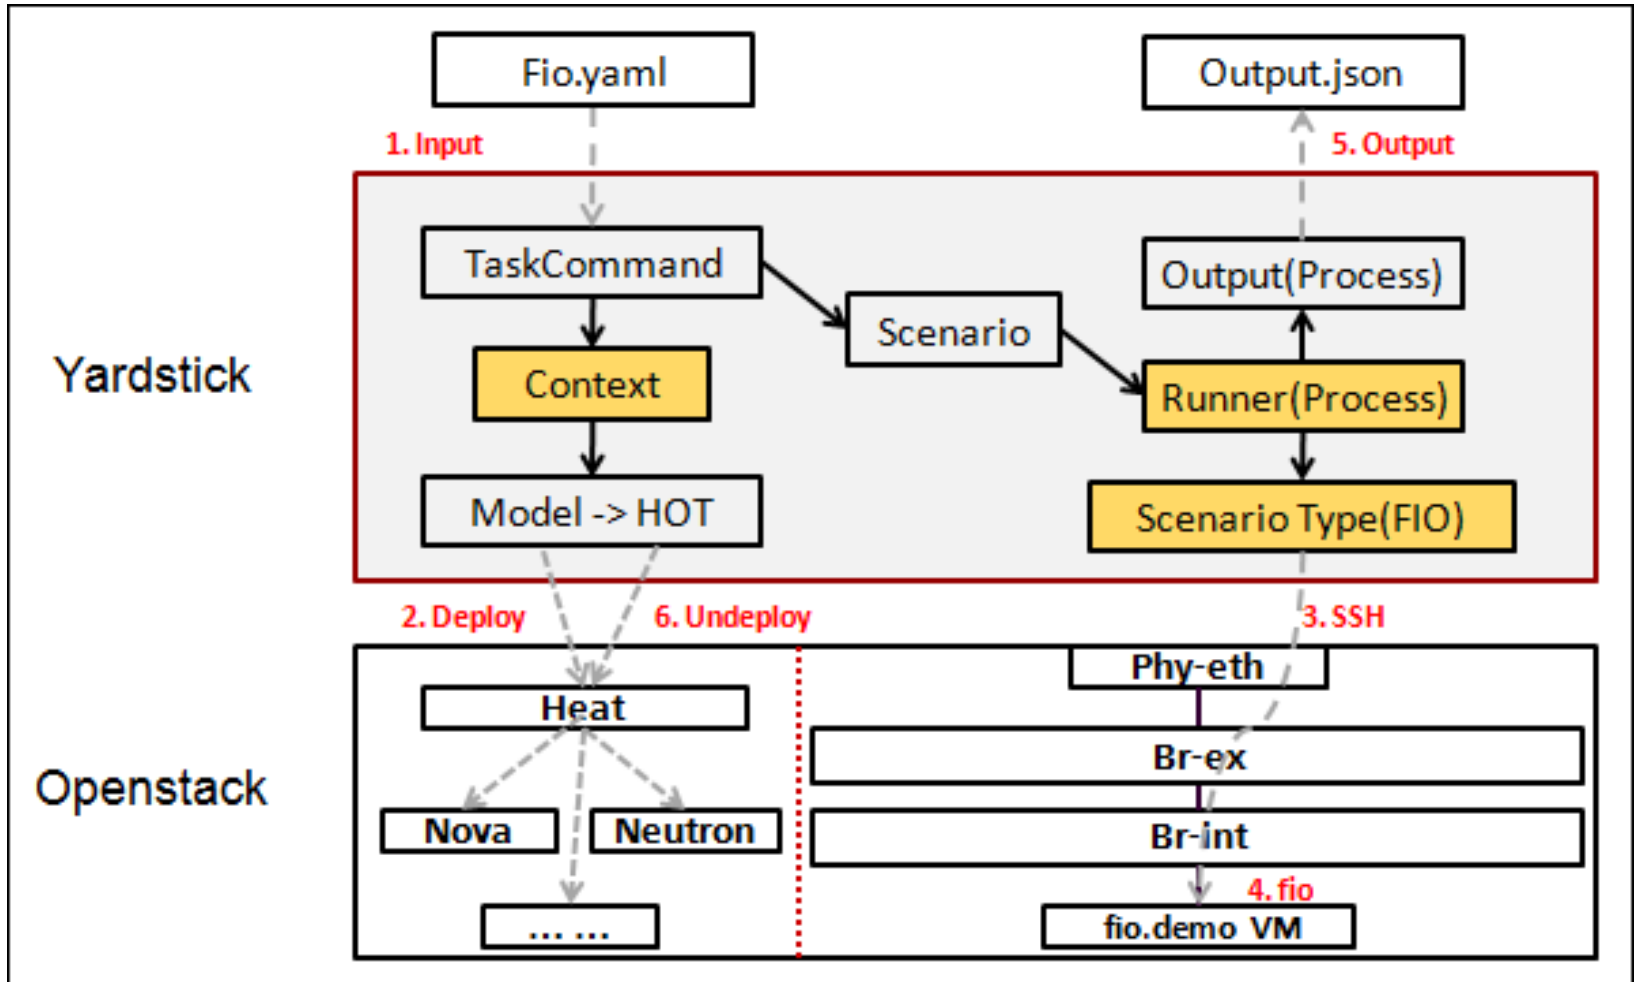 Fio.yaml
Output.json
1. Input
5. Output
TaskCommand
Output(Process)
Scenario
Yardstick
Context
Runner(Process)
Model -> HOT
Scenario Type(FIO)
2. Deploy
6. Undeploy
3. SSH
Phy-eth
Heat
Br-ex
Openstack
Nova
Neutron
Br-int
4. fio
... ...
fio.demo VM